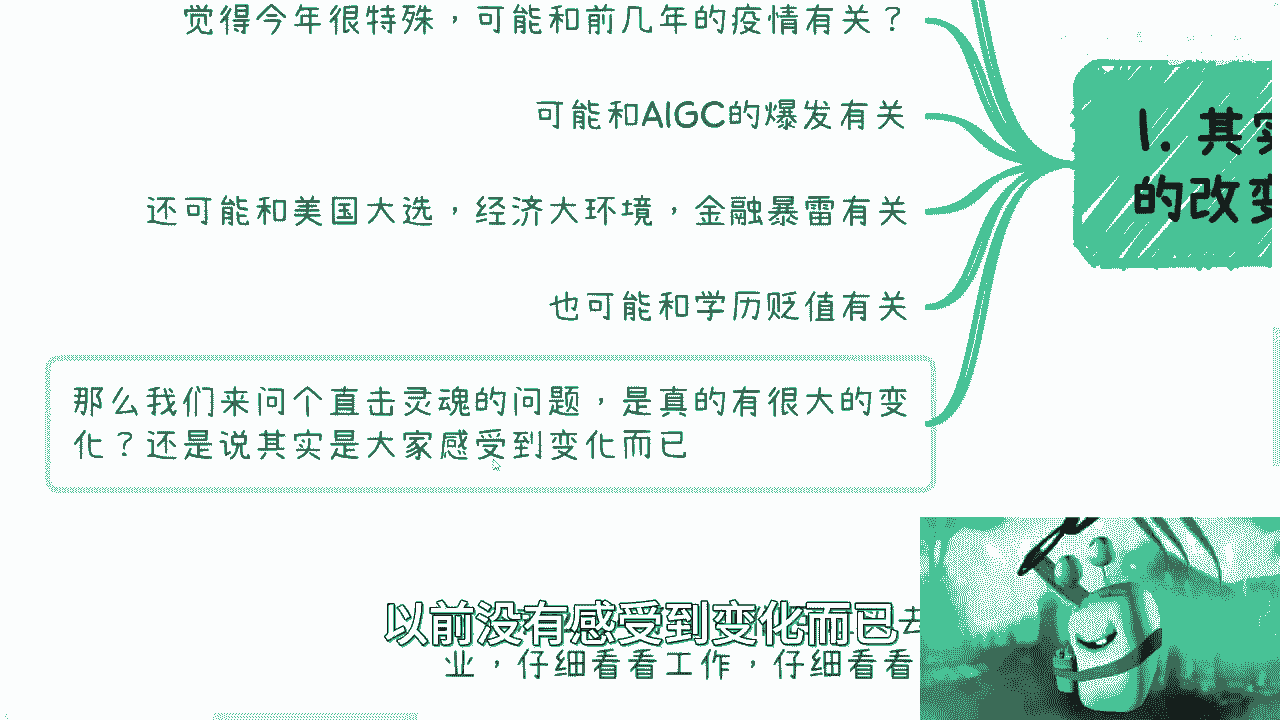 觉得今年很特殊，可能和前几年的疫情有关？
可能和AIGC的爆发有关
还可能和美国大选，经济大环境，金融暴雷有关
也可能和学历贬值有关
那么我们来问个直击灵魂的问题，是真的有很大的变
化？还是说其实是大家感受到变化而已
1. 其实
的改变
以前没有感受到变化而已
去
业，仔细看看工作，仔细看看